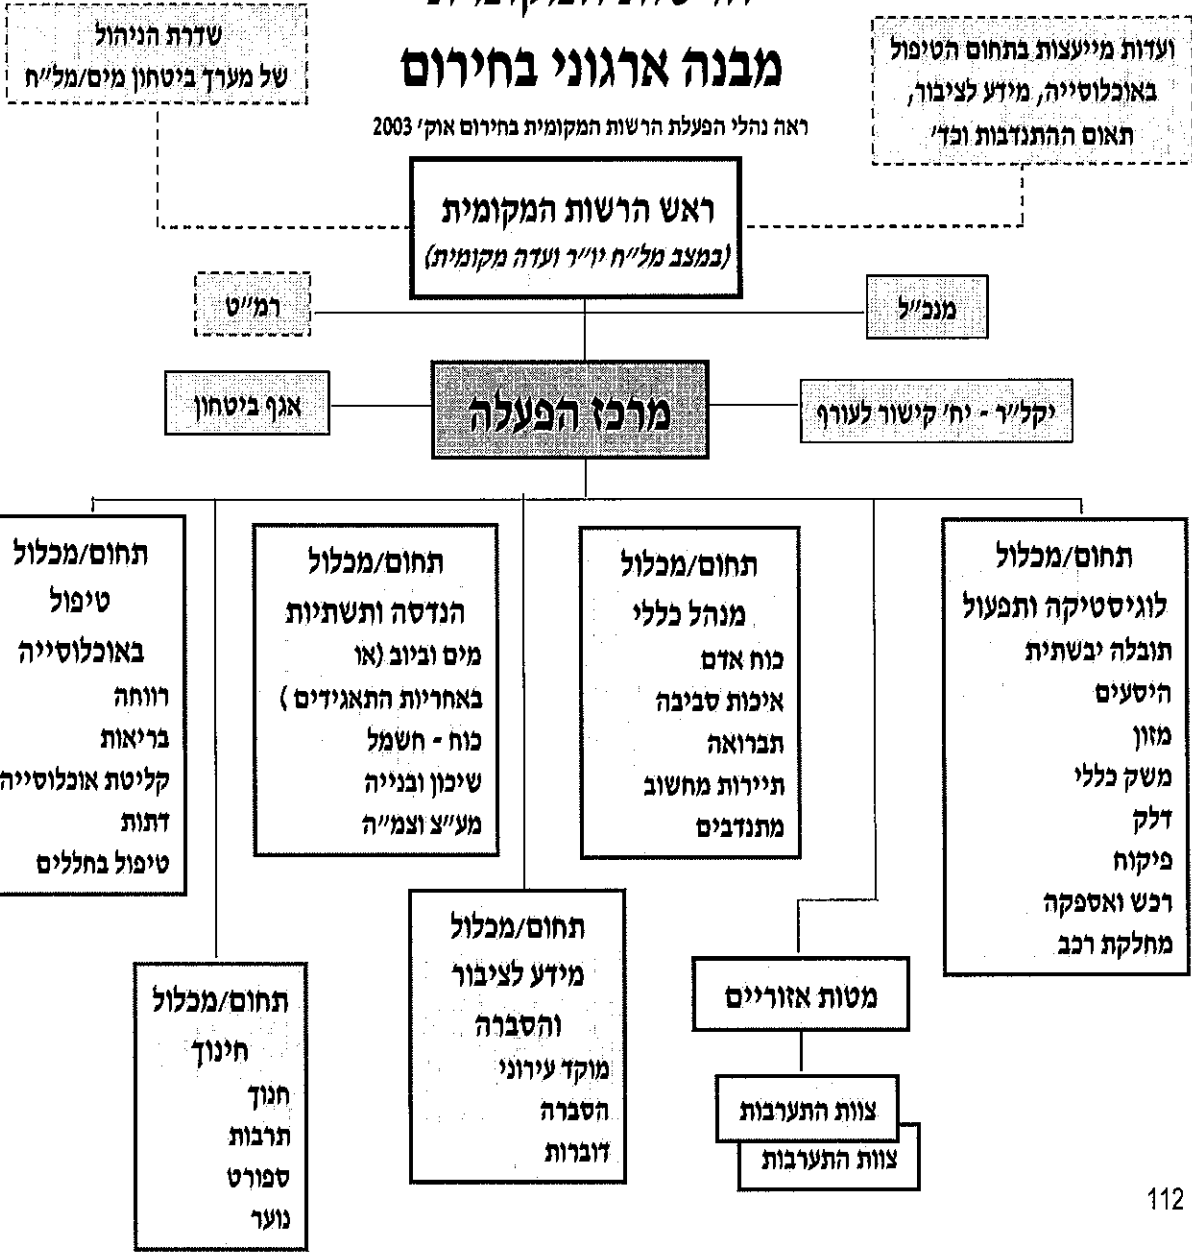 מבנה ארגוני בחירום
ראה נהלי הפעלת הרשות המקומית בחירום אוק׳ 2003
ועדות מייעצות בתחום הטיפול
באוכלוסייה, מידע לציבור,
תאום ההתנדבות וכד׳
שדרת הניהול
של מערך ביטחון מים/מל״ח
ראש הרשות המקומית
(במצב מל״ח יו״ר ועדה מקומית)
מנכ״ל
רמ״ט
יקל״ר - יח׳ קישור לעורף
מרכז הפעלה
אגף ביטחון
תחום/מכלול
לוגיסטיקה ותפעול
תובלה יבשתית
היסעים
מזון
משק כללי
דלק
פיקוח
רכש ואספקה
מחלקת רכב
תחום/מכלול
מנהל כללי
כוח אדם
איכות סביבה
תברואה
תיירות מחשוב
מתנדבים
תחום/מכלול
הנדסה ותשתיות
מים וביוב (או
באחריות התאגידים )
כוח - חשמל
שיכון ובנייה
מע״צ וצמ״ה
תחום/מכלול
טיפול
באוכלוסייה
רווחה
בריאות
קליטת אוכלוסייה
דתות
טיפול בחללים
מטות אזוריים
צוות התערבות
צוות התערבות
תחום/מכלול
מידע לציבור
והסברה
מוקד עירוני
הסברה
דוברות
תחום/מכלול
חינוך
חנוך
תרבות
ספורט
נוער
112